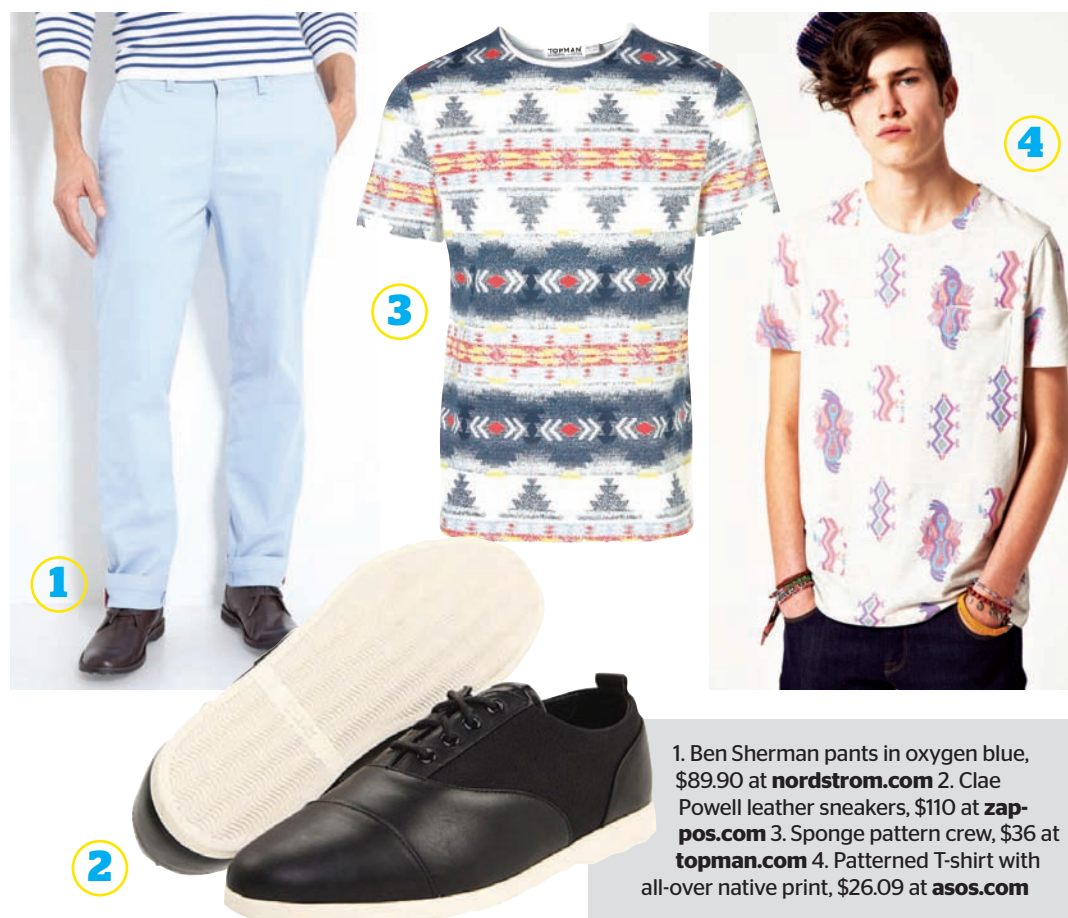 TOPMAN
4
3
1
2
1. Ben Sherman pants in oxygen blue,
$89.90 at nordstrom.com 2. Clae
Powell leather sneakers, $110 at zap-
pos.com 3. Sponge pattern crew, $36 at
topman.com 4. Patterned T-shirt with
all-over native print, $26.09 at asos.com